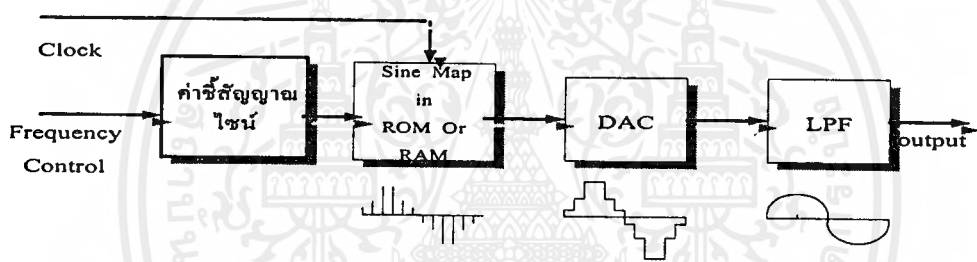 Clock
Frequency
Control
ค่าชี้สัญญาณ
ไซน์
Sine Map
in
ROM Or
RAM
DAC
LPF
output